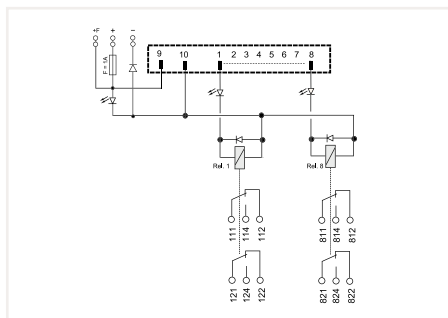 +F + −
F = 1A
9 10 1 2 3 4 5 6 7 8
Rel. 1
Rel. 8
111 114 112
811 814 812
121 124 122
821 824 822